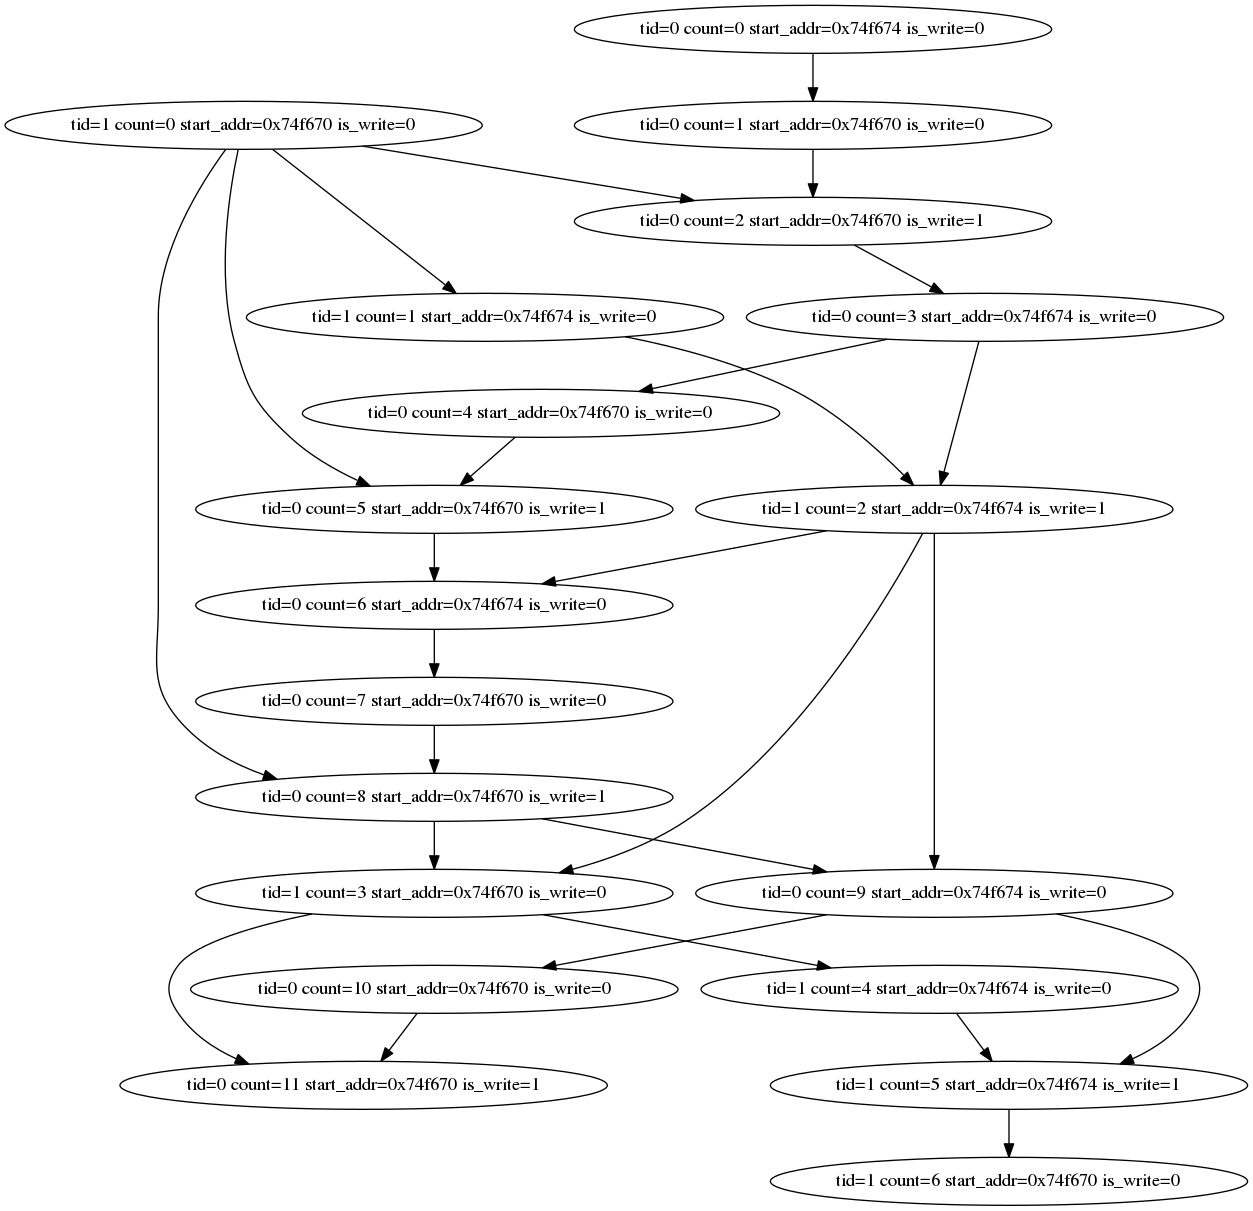 tid=0 count=0 start_addr=0x74f674 is_write=0
tid=1 count=0 start_addr=0x74f670 is_write=0
tid=0 count=1 start_addr=0x74f670 is_write=0
tid=0 count=2 start_addr=0x74f670 is_write=1
tid=1 count=1 start_addr=0x74f674 is_write=0
tid=0 count=3 start_addr=0x74f674 is_write=0
tid=0 count=4 start_addr=0x74f670 is_write=0
tid=0 count=5 start_addr=0x74f670 is_write=1
tid=1 count=2 start_addr=0x74f674 is_write=1
tid=0 count=6 start_addr=0x74f674 is_write=0
tid=0 count=7 start_addr=0x74f670 is_write=0
tid=0 count=8 start_addr=0x74f670 is_write=1
tid=1 count=3 start_addr=0x74f670 is_write=0
tid=0 count=9 start_addr=0x74f674 is_write=0
tid=0 count=10 start_addr=0x74f670 is_write=0
tid=1 count=4 start_addr=0x74f674 is_write=0
tid=0 count=11 start_addr=0x74f670 is_write=1
tid=1 count=5 start_addr=0x74f674 is_write=1
tid=1 count=6 start_addr=0x74f670 is_write=0